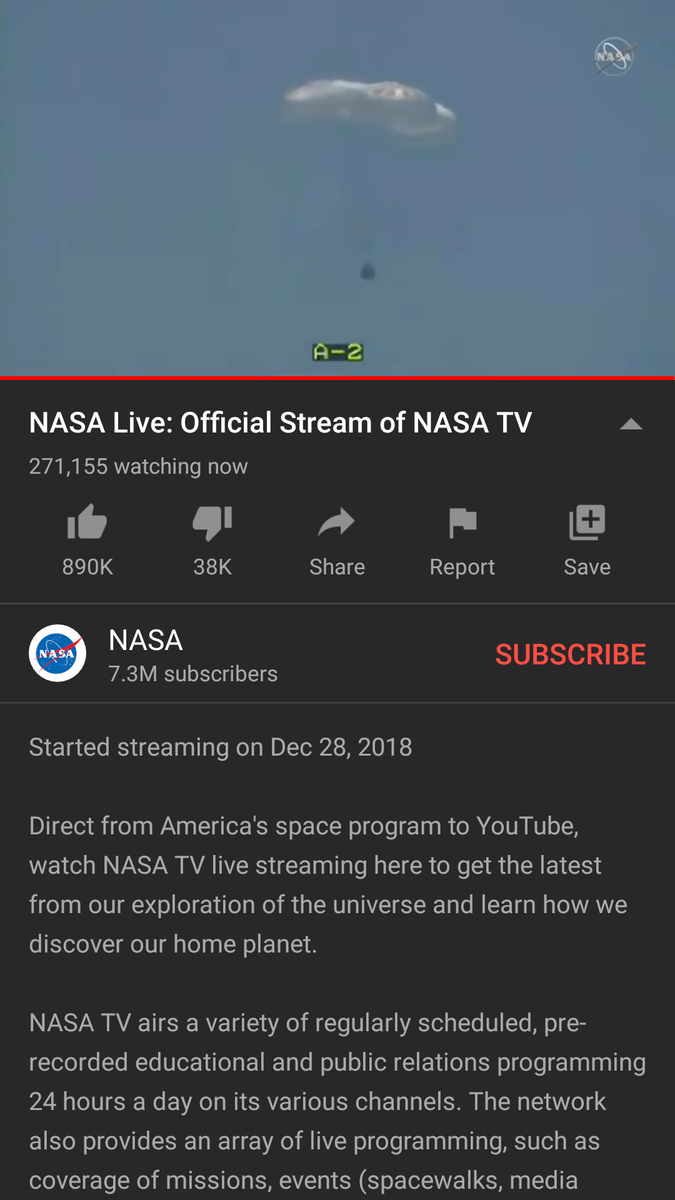 NASA
A-2
NASA Live: Official Stream of NASA TV
271,155 watching now
890K
38K
Share
Report
Save
NASA
NASA
7.3M subscribers
SUBSCRIBE
Started streaming on Dec 28, 2018
Direct from America's space program to YouTube,
watch NASA TV live streaming here to get the latest
from our exploration of the universe and learn how we
discover our home planet.
NASA TV airs a variety of regularly scheduled, pre-
recorded educational and public relations programming
24 hours a day on its various channels. The network
also provides an array of live programming, such as
coverage of missions, events (spacewalks, media